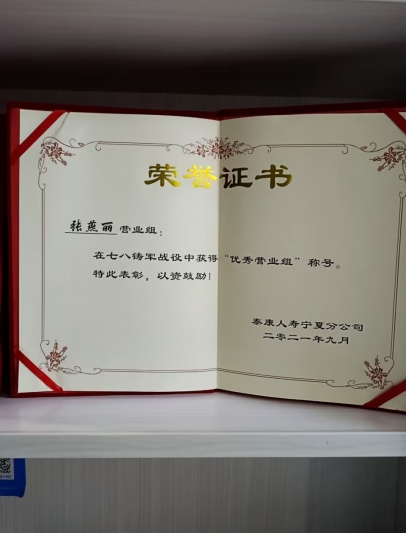 荣誉证书
张燕丽营业组：
在七八铸军战役中获得“优秀营业组”称号。
特此表彰，以资鼓励！
泰康人寿宁夏分公司
二零二一年九月